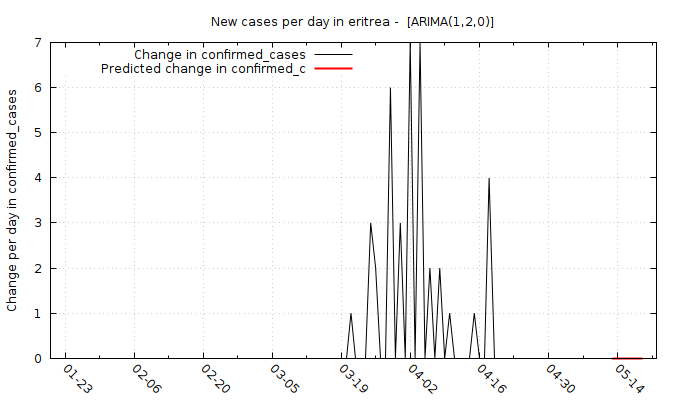 New cases per day in eritrea -  [ARIMA(1,2,0)]
Change in confirmed_cases
Predicted change in confirmed_c
Change per day in confirmed_cases
7
6
5
4
3
2
1
0
01-23 02-06 02-20 03-05 03-19 04-02 04-16 04-30 05-14